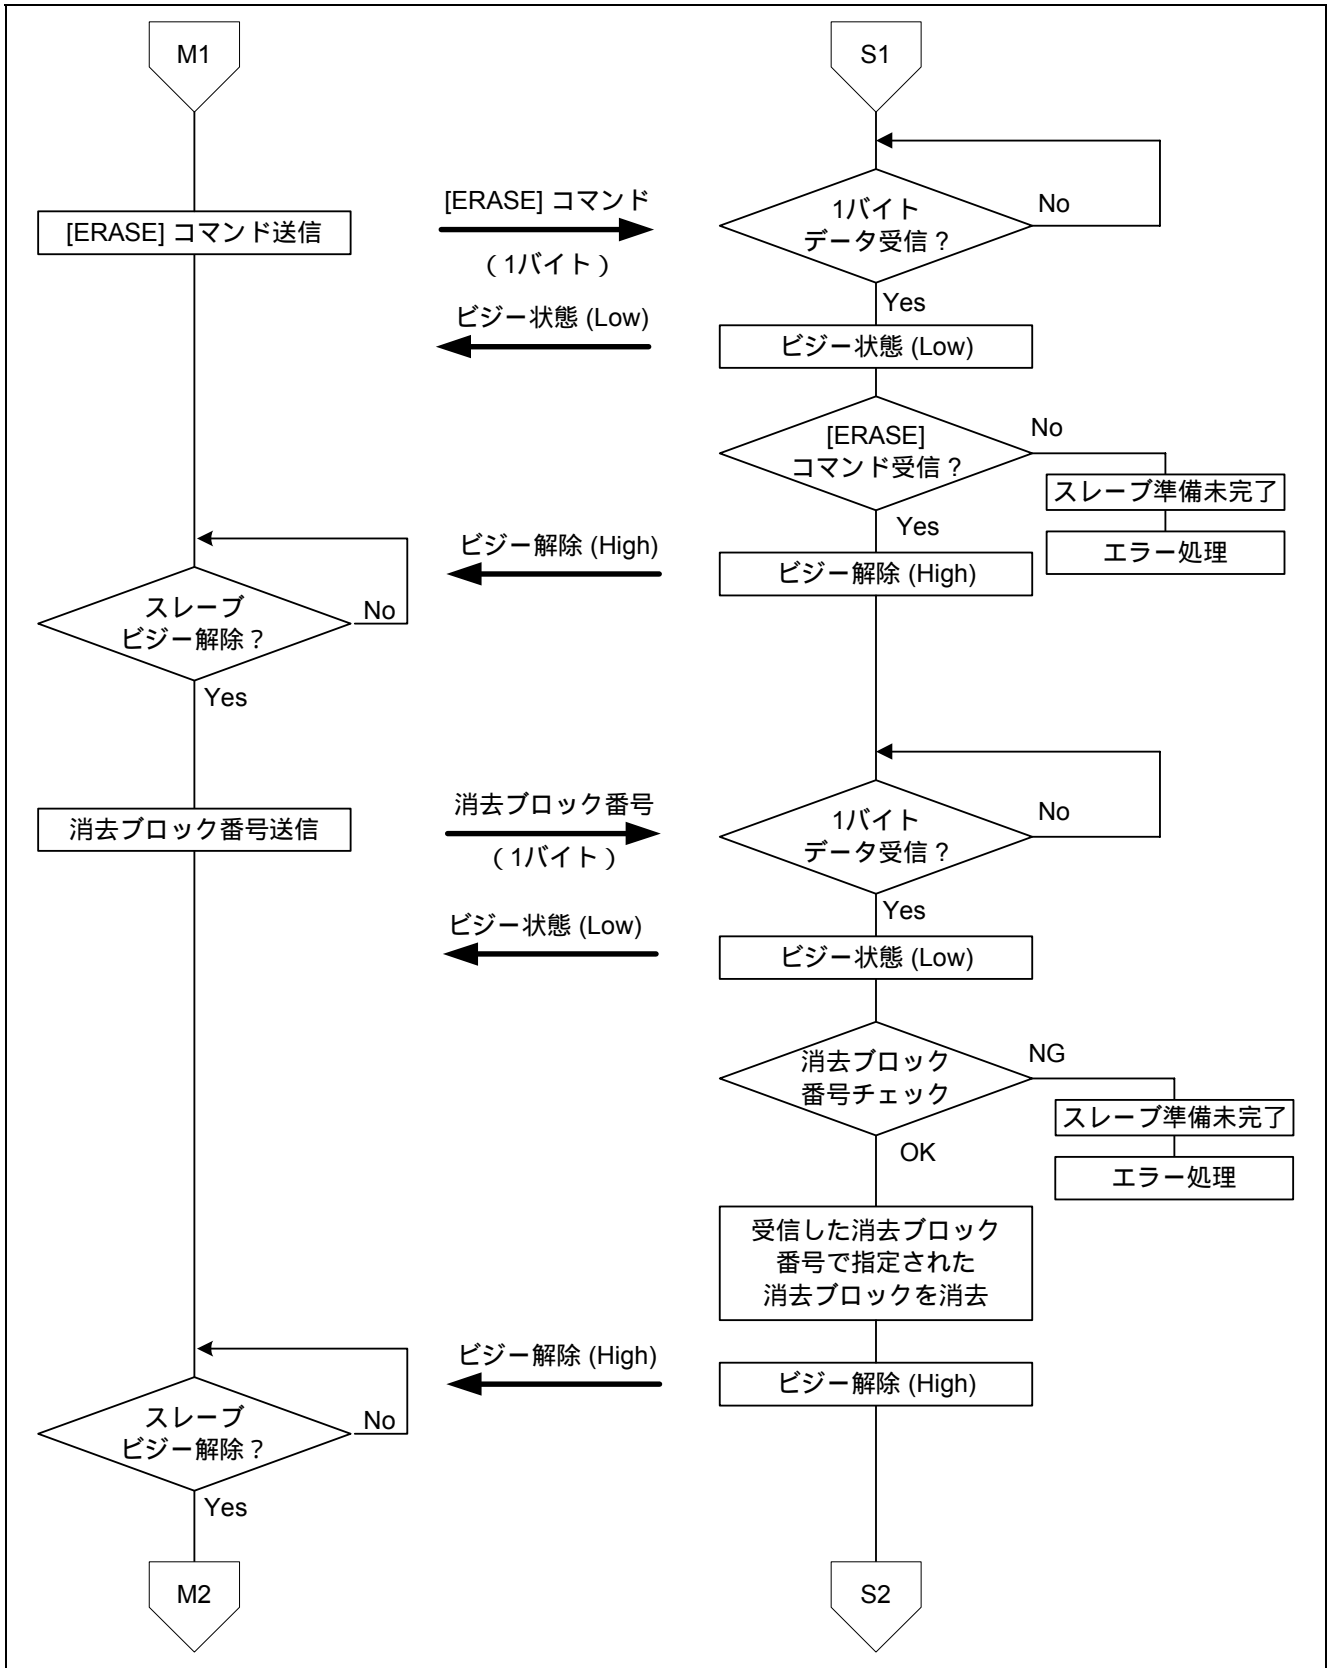 M1
S1
[ERASE] コマンド送信
[ERASE] コマンド
(1バイト)
1バイト
データ受信?
No
Yes
ビジー状態 (Low)
ビジー状態 (Low)
[ERASE]
コマンド受信?
No
スレーブ準備未完了
エラー処理
Yes
ビジー解除 (High)
ビジー解除 (High)
スレーブ
ビジー解除?
No
Yes
消去ブロック番号送信
消去ブロック番号
(1バイト)
1バイト
データ受信?
No
Yes
ビジー状態 (Low)
ビジー状態 (Low)
消去ブロック
番号チェック
NG
スレーブ準備未完了
エラー処理
OK
受信した消去ブロック
番号で指定された
消去ブロックを消去
ビジー解除 (High)
ビジー解除 (High)
スレーブ
ビジー解除?
No
Yes
M2
S2